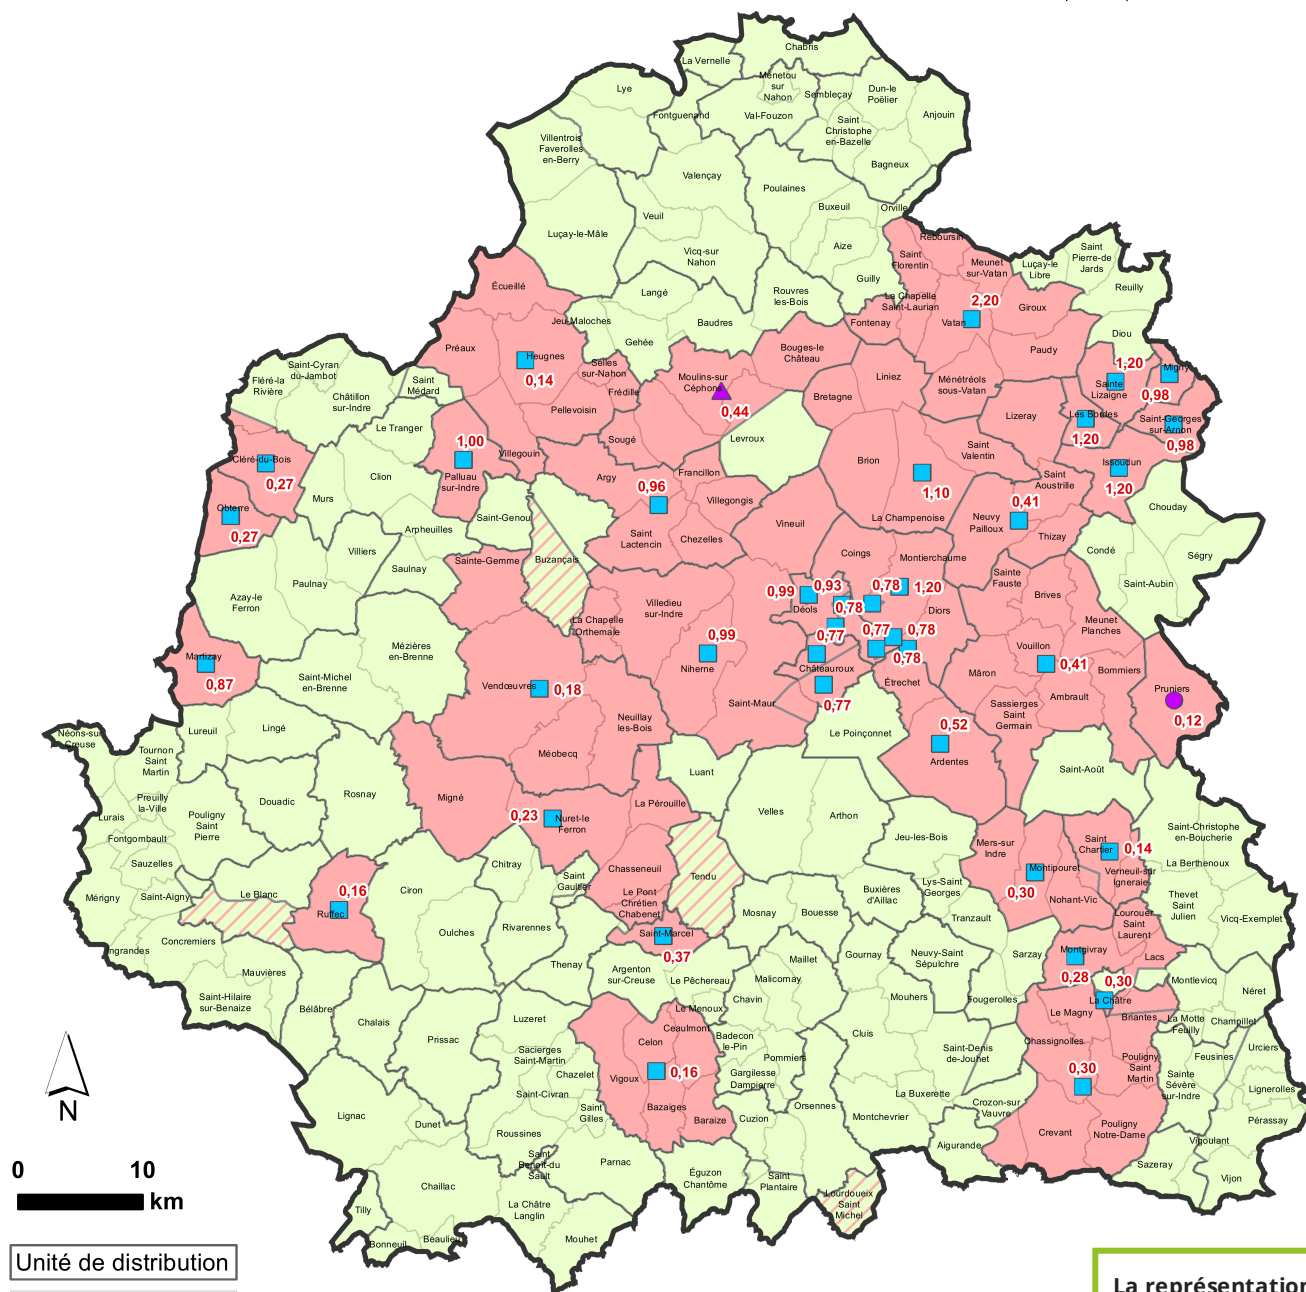 Chabris
La Vernelle
Menetou
sur
Nahon
Sembleçay
Dun-le
Poëlier
Lye
Fontguenand
Val-Fouzon
Saint
Christophe
en-Bazelle
Anjouin
Villentrois
Faverolles
en-Berry
Bagneux
Valençay
Poulaines
Buxeuil
Orville
Veuil
Luçay-le-Mâle
Aize
Vicq-sur
Nahon
Guilly
Reboursin
Saint
Florentin
Meunet
sur-Vatan
Luçay-le
Libre
Saint
Pierre-de
Jards
Reuilly
Écueillé
Langé
Rouvres
les-Bois
La Chapelle
Saint-Laurian
2,20
Giroux
Jeu-Maloches
Baudres
Fontenay
Vatan
Diou
Préaux
Gehée
Heugnes
0,14
Selles
sur-Nahon
Bouges-le
Château
Paudy
1,20
Migny
Saint-Cyran
du-Jambot
Fléré-la
Rivière
Saint
Médard
Châtillon
sur-Indre
Moulins-sur
Céphons
0,44
Frédille
Liniez
Ménétréols
sous-Vatan
Sainte
Lizaigne
0,98
Bretagne
Pellevoisin
Lizeray
Les Bordes
1,20
Saint-Georges
sur-Arnon
0,98
Le Tranger
1,00
Sougé
Levroux
Villegouin
Saint
Valentin
Cléré-du-Bois
0,27
Clion
Palluau
sur-Indre
Argy
0,96
Francillon
Brion
1,10
Saint
Aoustrille
Issoudun
1,20
Murs
Villegongis
Obterre
0,27
Saint-Genou
La Champenoise
Neuvy
Pailloux
0,41
Chouday
Arpheuilles
Vineuil
Saint
Lactencin
Chezelles
Thizay
Villiers
Coings
Montierchaume
Condé
Ségry
Buzançais
Sainte-Gemme
Saulnay
Paulnay
Azay-le
Ferron
Sainte
Fauste
Saint-Aubin
0,99
0,93
0,78
1,20
Brives
Villedieu
sur-Indre
Déols
0,78
Diors
La Chapelle
Orthemale
0,77
0,77
0,78
Meunet
Planches
Mézières
en-Brenne
0,99
Vouillon
0,41
Martizay
0,87
Niherne
Châteauroux
0,78
Mâron
Bommiers
Saint-Michel
en-Brenne
Vendœuvres
0,18
Étrechet
Pruniers
0,12
Saint-Maur
0,77
Ambrault
Sassierges
Saint
Germain
Néons-sur
Creuse
Lureuil
Lingé
Neuillay
les-Bois
Le Poinçonnet
0,52
Tournon
Saint
Martin
Méobecq
Ardentes
Luant
Saint-Août
Preuilly
la-Ville
Douadic
Rosnay
Migné
La Pérouille
Velles
Arthon
Lurais
Pouligny
Saint
Pierre
0,23
Nuret-le
Ferron
Saint-Christophe
en-Boucherie
Fontgombault
Jeu-les-Bois
Mers-sur
Indre
Saint
Chartier
0,14
Sauzelles
Chitray
Saint
Gaultier
Chasseneuil
Tendu
Montipouret
0,30
La Berthenoux
Verneuil-sur
Igneraie
Mérigny
Saint-Aigny
Le Blanc
0,16
Ruffec
Ciron
Le Pont
Chrétien
Chabenet
Buxières
d'Aillac
Lys-Saint
Georges
Nohant-Vic
Thevet
Saint
Julien
Mosnay
Bouesse
Tranzault
Lourouer
Saint
Laurent
Vicq-Exemplet
Oulches
Rivarennes
Saint-Marcel
0,37
Ingrandes
Concremiers
Maillet
Gournay
Neuvy-Saint
Sépulchre
Sarzay
Montgivray
0,28
Lacs
Thenay
Mauvières
Argenton
sur-Creuse
Le Pêchereau
Malicornay
0,30
Montlevicq
Néret
Saint-Hilaire
sur-Benaize
Bélâbre
Chavin
Mouhers
Fougerolles
La Châtre
Le Magny
Briantes
Chalais
Luzeret
Le Menoux
La Motte
Feuilly
Champillet
Prissac
Ceaulmont
Celon
Badecon
le-Pin
Cluis
Saint-Denis
de-Jouhet
Chassignolles
Urciers
Sacierges
Saint-Martin
Pommiers
Feusines
Pouligny
Saint
Martin
Chazelet
Vigoux
0,16
Gargilesse
Dampierre
0,30
Sainte
Sévère
sur-Indre
Lignerolles
Saint-Civran
La Buxerette
Crozon-sur
Vauvre
Lignac
Dunet
Saint
Gilles
Bazaiges
Baraize
Cuzion
Orsennes
Montchevrier
Pérassay
Roussines
Crevant
Pouligny
Notre-Dame
Aigurande
Vigoulant
Saint
Benoît-du
Sault
Parnac
Éguzon
Chantôme
Saint
Plantaire
Sazeray
Vijon
Chaillac
Lourdoueix
Saint
Michel
Tilly
La Châtre
Langlin
Bonneuil
Beaulieu
Mouhet
N
0 10
km
Unité de distribution
La représentation